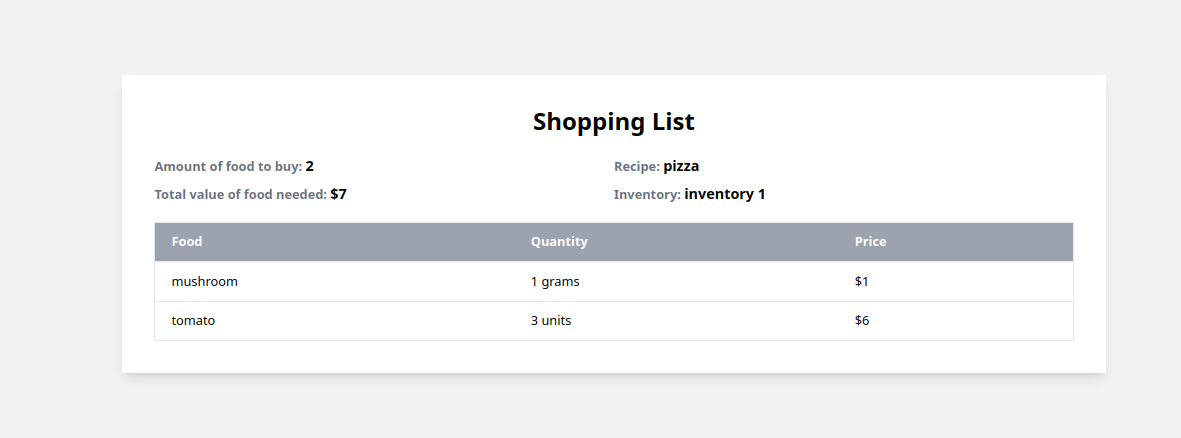 Shopping List
Amount of food to buy: 2
Recipe: pizza
Total value of food needed: $7
Inventory: inventory 1
Food Quantity Price
mushroom 1 grams $1
tomato 3 units $6